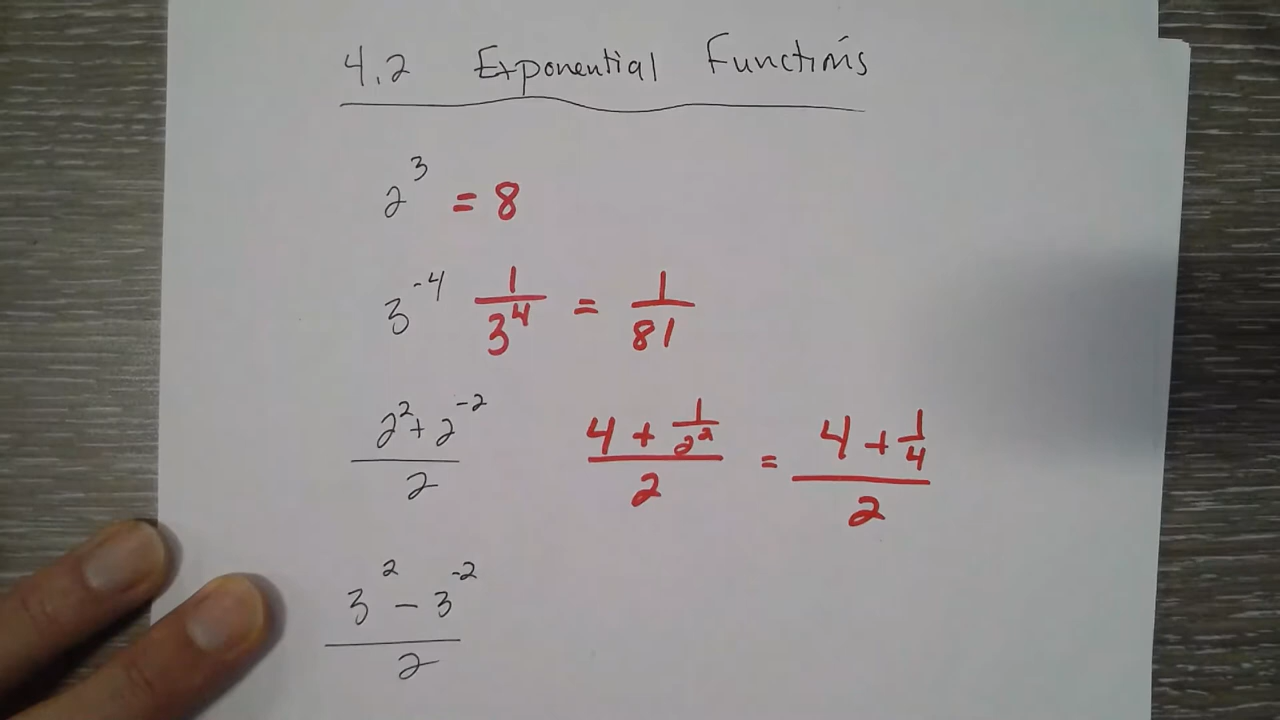 4.2 Exponential Functions
2^3 = 8
3^-4 1/3^4 = 1/81
(2^2 + 2^-2)/2 (4 + 1/2^2)/2 = (4 + 1/4)/2
(3^2 - 3^-2)/2